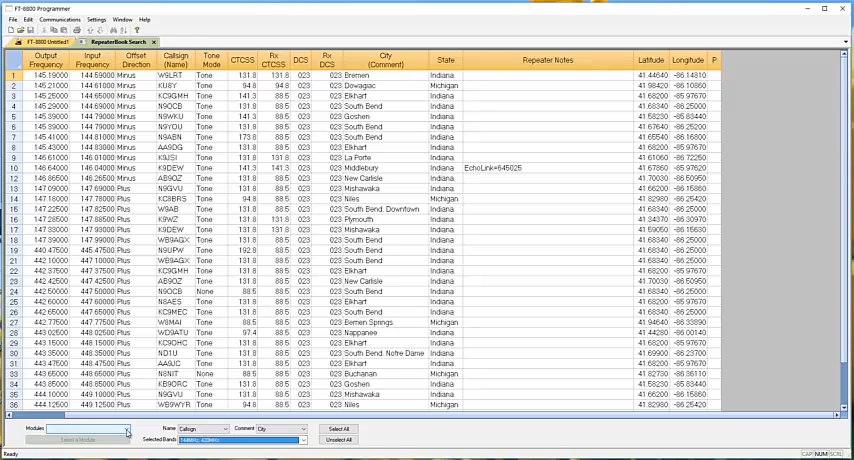 FT-8800 Programmer
File Edit Communications Settings Window Help
FT-8800 Untitled1 RepeaterBook Search
Output Frequency Input Frequency Offset Direction Callsign (Name) Tone Mode CTCSS Rx CTCSS DCS Rx DCS City (Comment) State Repeater Notes Latitude Longitude P
1 145.19000 144.59000 Minus W9LRT Tone 131.8 131.8 023 023 Bremen Indiana 41.44640 -86.14810
2 145.21000 144.61000 Minus KU8Y Tone 94.8 94.8 023 023 Dowagiac Michigan 41.98420 -86.10860
3 145.25000 144.65000 Minus KC9GMH Tone 141.3 88.5 023 023 Elkhart Indiana 41.68200 -85.97670
4 145.29000 144.69000 Minus N9OCB Tone 131.8 88.5 023 023 South Bend Indiana 41.68340 -86.25000
5 145.39000 144.79000 Minus N9WKU Tone 141.3 88.5 023 023 Goshen Indiana 41.58230 -85.83440
6 145.39000 144.79000 Minus N9YOU Tone 131.8 88.5 023 023 South Bend Indiana 41.67640 -86.25200
7 145.41000 144.81000 Minus N9ABN Tone 173.8 88.5 023 023 South Bend Indiana 41.65540 -86.16800
8 145.43000 144.83000 Minus AA9DG Tone 131.8 88.5 023 023 Elkhart Indiana 41.68200 -85.97670
9 146.61000 146.01000 Minus K9JSI Tone 131.8 131.8 023 023 La Porte Indiana 41.61060 -86.72250
10 146.64000 146.04000 Minus K9DEW Tone 141.3 141.3 023 023 Middlebury Indiana EchoLink=645025 41.67860 -85.97620
12 146.86500 146.26500 Minus AB9OZ Tone 131.8 88.5 023 023 New Carlisle Indiana 41.70030 -86.50950
13 147.09000 147.69000 Plus N9GVU Tone 131.8 88.5 023 023 Mishawaka Indiana 41.66200 -86.15860
14 147.18000 147.78000 Plus KC8BRS Tone 94.8 88.5 023 023 Niles Michigan 41.82980 -86.25420
15 147.22500 147.82500 Plus W9AB Tone 131.8 88.5 023 023 South Bend, Downtown Indiana 41.68340 -86.25000
16 147.28500 147.88500 Plus K9WZ Tone 131.8 131.8 023 023 Plymouth Indiana 41.34370 -86.30970
17 147.33000 147.93000 Plus K9DEW Tone 131.8 88.5 023 023 Mishawaka Indiana 41.59050 -86.15630
18 147.39000 147.99000 Plus WB9AGX Tone 131.8 88.5 023 023 South Bend Indiana 41.68340 -86.25000
19 440.47500 445.47500 Plus N9UPW Tone 192.8 88.5 023 023 South Bend Indiana 41.68340 -86.25000
21 442.10000 447.10000 Plus WB9AGX Tone 131.8 88.5 023 023 South Bend Indiana 41.68340 -86.25000
22 442.37500 447.37500 Plus KC9GMH Tone 131.8 88.5 023 023 Elkhart Indiana 41.68200 -85.97670
23 442.42500 447.42500 Plus AB9OZ Tone 131.8 88.5 023 023 New Carlisle Indiana 41.70030 -86.50950
24 442.50000 447.50000 Plus N9OCB None 88.5 88.5 023 023 South Bend Indiana 41.68340 -86.25000
25 442.60000 447.60000 Plus N8AES Tone 131.8 88.5 023 023 Elkhart Indiana 41.68200 -85.97670
26 442.65000 447.65000 Plus KC9MEC Tone 131.8 88.5 023 023 South Bend Indiana 41.68340 -86.25000
27 442.77500 447.77500 Plus W8MAI Tone 88.5 88.5 023 023 Berrien Springs Michigan 41.94640 -86.33890
28 443.02500 448.02500 Plus WD9ATU Tone 97.4 88.5 023 023 Nappanee Indiana 41.44280 -86.00140
29 443.15000 448.15000 Plus KC9OHC Tone 131.8 88.5 023 023 Elkhart Indiana 41.68200 -85.97670
30 443.35000 448.35000 Plus ND1U Tone 131.8 88.5 023 023 South Bend, Notre Dame Indiana 41.69900 -86.23700
31 443.47500 448.47500 Plus AA9JC Tone 131.8 88.5 023 023 Elkhart Indiana 41.68200 -85.97670
33 443.65000 448.65000 Plus N8NIT None 88.5 88.5 023 023 Buchanan Michigan 41.82730 -86.36110
34 443.85000 448.85000 Plus KB9ORC Tone 131.8 88.5 023 023 Goshen Indiana 41.58230 -85.83440
35 444.10000 449.10000 Plus N9GVU Tone 131.8 88.5 023 023 Mishawaka Indiana 41.66200 -86.15860
36 444.12500 449.12500 Plus WB9WYR Tone 94.8 88.5 023 023 Niles Michigan 41.82980 -86.25420
Modules Name Callsign Comment City Select All
Select a Module Selected Bands 144MHz, 420MHz Unselect All
Ready CAP NUM SCRL